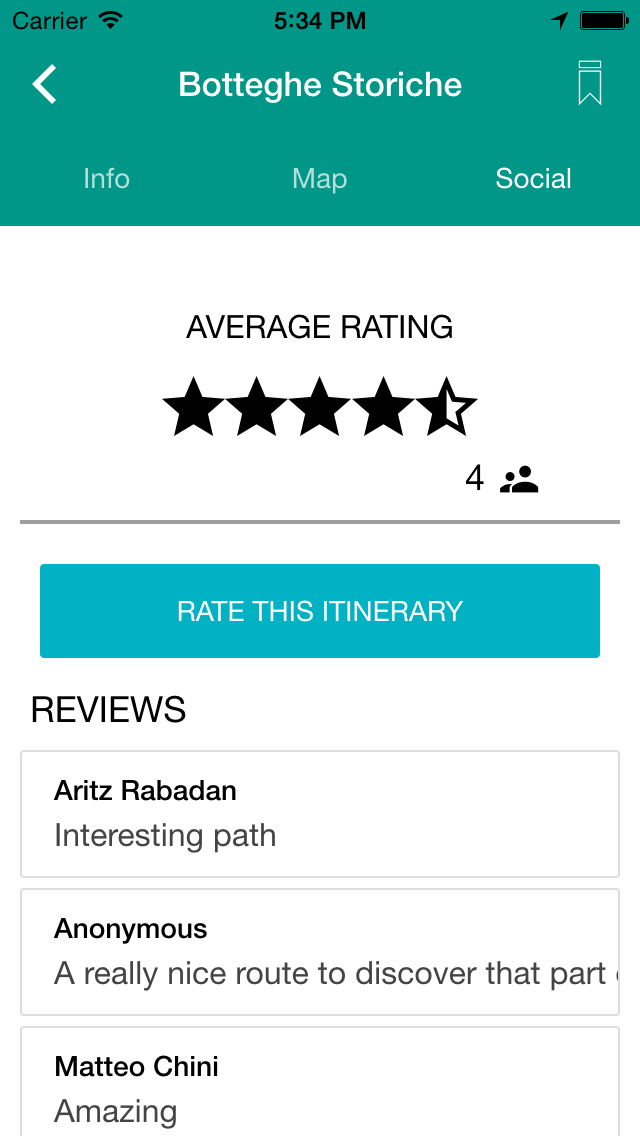 Carrier 5:34 PM
Botteghe Storiche
Info Map Social
AVERAGE RATING
4
RATE THIS ITINERARY
REVIEWS
Aritz Rabadan
Interesting path
Anonymous
A really nice route to discover that part
Matteo Chini
Amazing